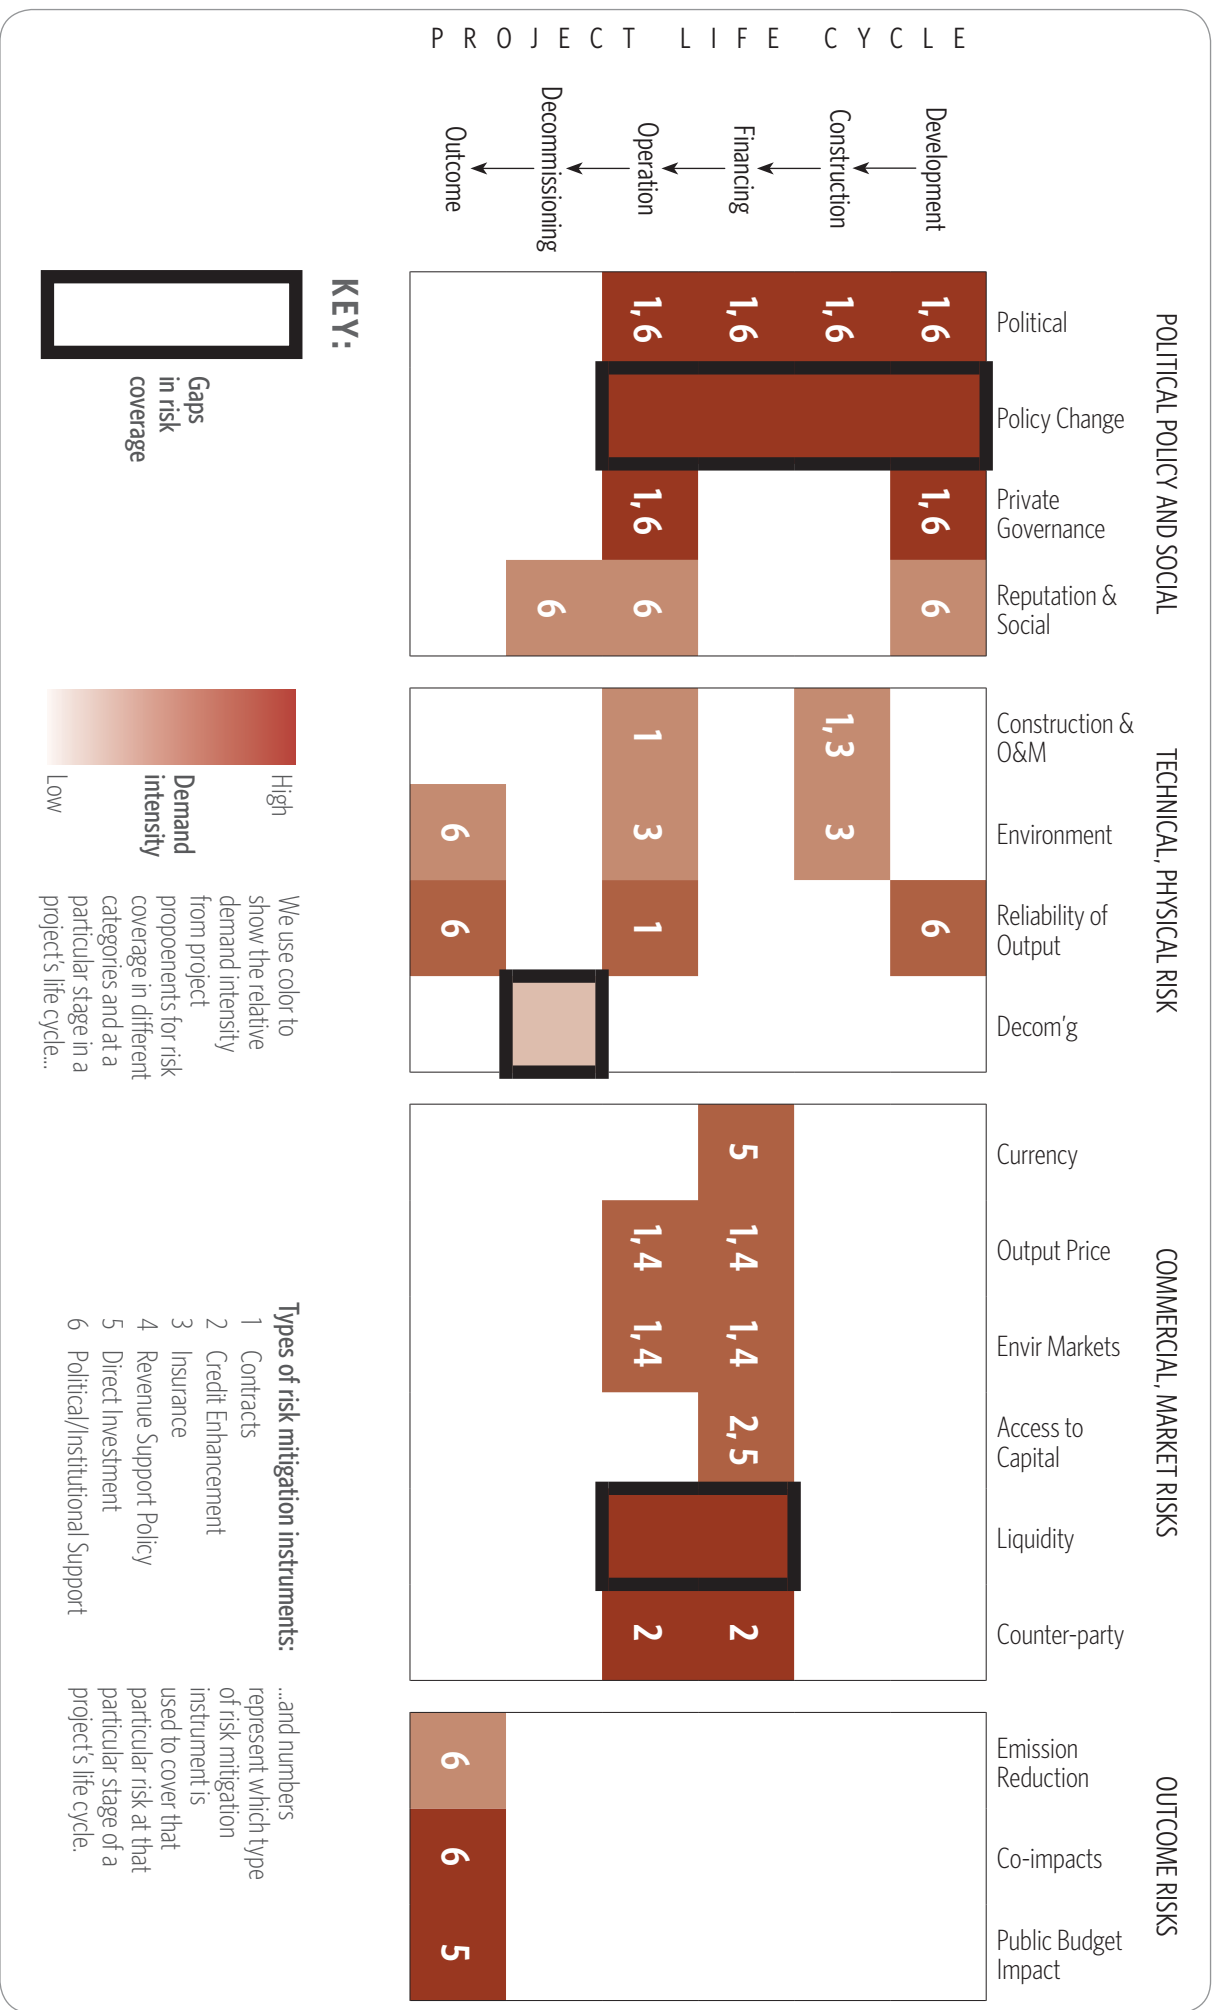 POLITICAL POLICY AND SOCIAL
TECHNICAL, PHYSICAL RISK
COMMERCIAL, MARKET RISKS
OUTCOME RISKS
Political
Policy Change
Private
Governance
Reputation &
Social
Construction &
O&M
Environment
Reliability of
Output
Decom'g
Currency
Output Price
Envir Markets
Access to
Capital
Liquidity
Counter-party
Emission
Reduction
Co-impacts
Public Budget
Impact
PROJECT LIFE CYCLE
Development
1, 6
1, 6
6
6
Construction
1, 6
1, 3
3
Financing
1, 6
5
1, 4
1, 4
2, 5
2
Operation
1, 6
1, 6
6
1
3
1
1, 4
1, 4
2
Decommissioning
6
Outcome
6
6
6
6
5
KEY:
Gaps
in risk
coverage
High
Demand
intensity
Low
We use color to
show the relative
demand intensity
from project
propoenents for risk
coverage in different
categories and at a
particular stage in a
project's life cycle...
Types of risk mitigation instruments:
1 Contracts
2 Credit Enhancement
3 Insurance
4 Revenue Support Policy
5 Direct Investment
6 Political/Institutional Support
...and numbers
represent which type
of risk mitigation
instrument is
used to cover that
particular risk at that
particular stage of a
project's life cycle.